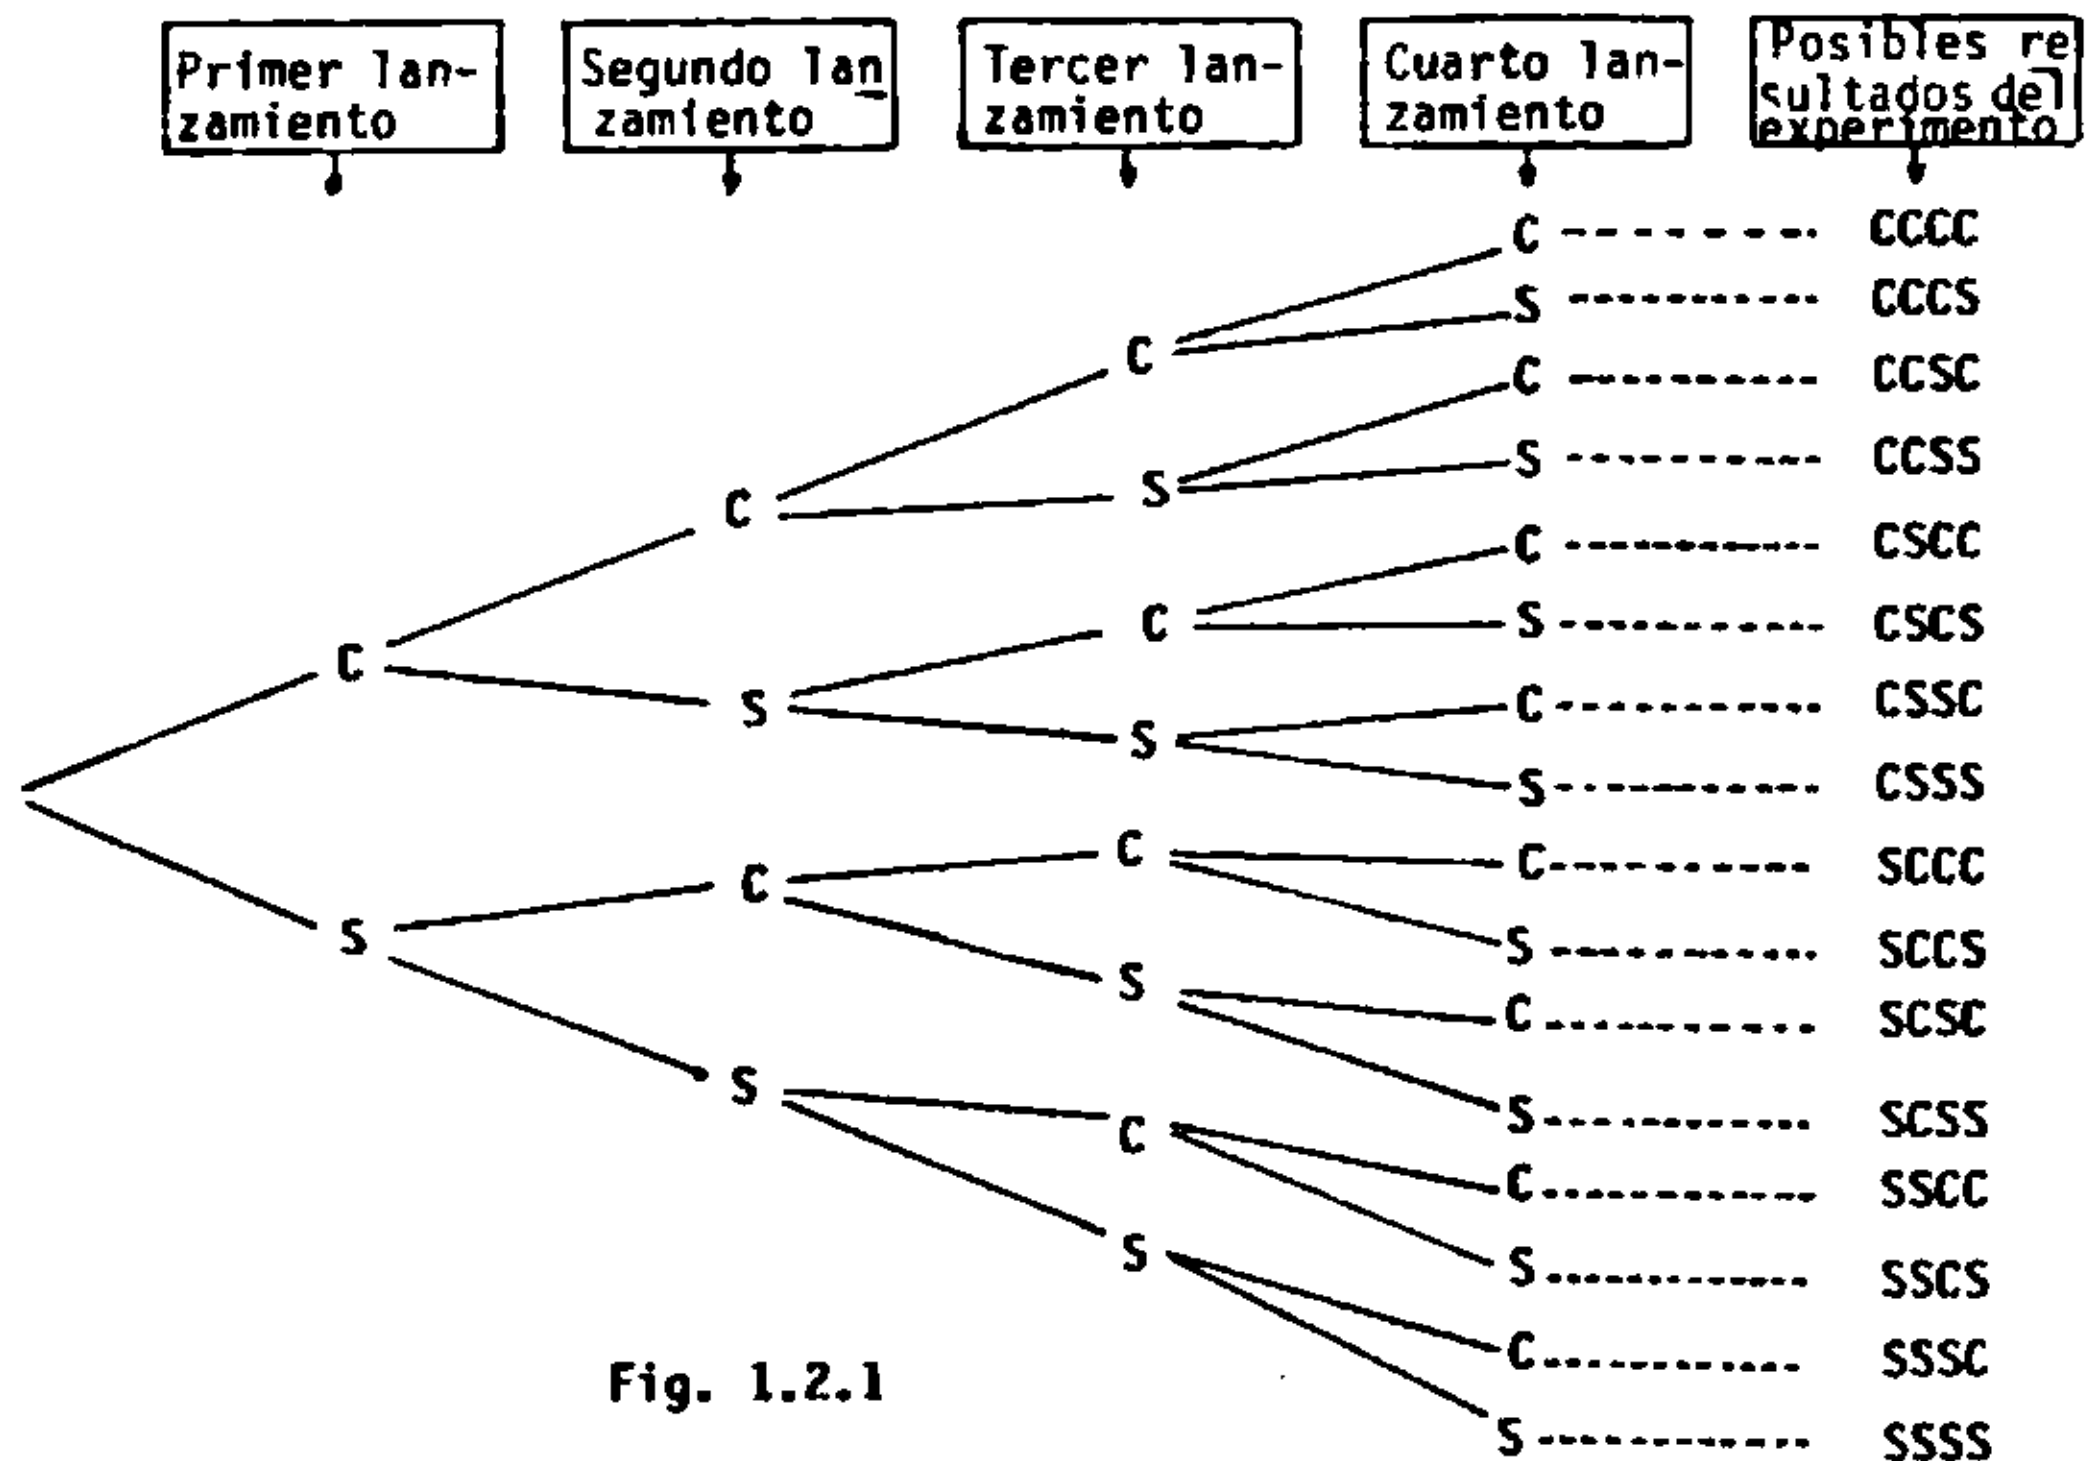 Primer lan-
zamiento
Segundo lan
zamiento
Tercer lan-
zamiento
Cuarto lan-
zamiento
Posibles re
sultados del
experimento
C CCCC
S CCCS
C
C CCSC
S CCSS
S
C
C CSCC
C
S CSCS
C
S
C CSSC
S
S CSSS
C
C SCCC
C
S
S SCCS
S
C SCSC
S
S SCSS
C
C SSCC
S
S SSCS
C SSSC
Fig. 1.2.1
S SSSS